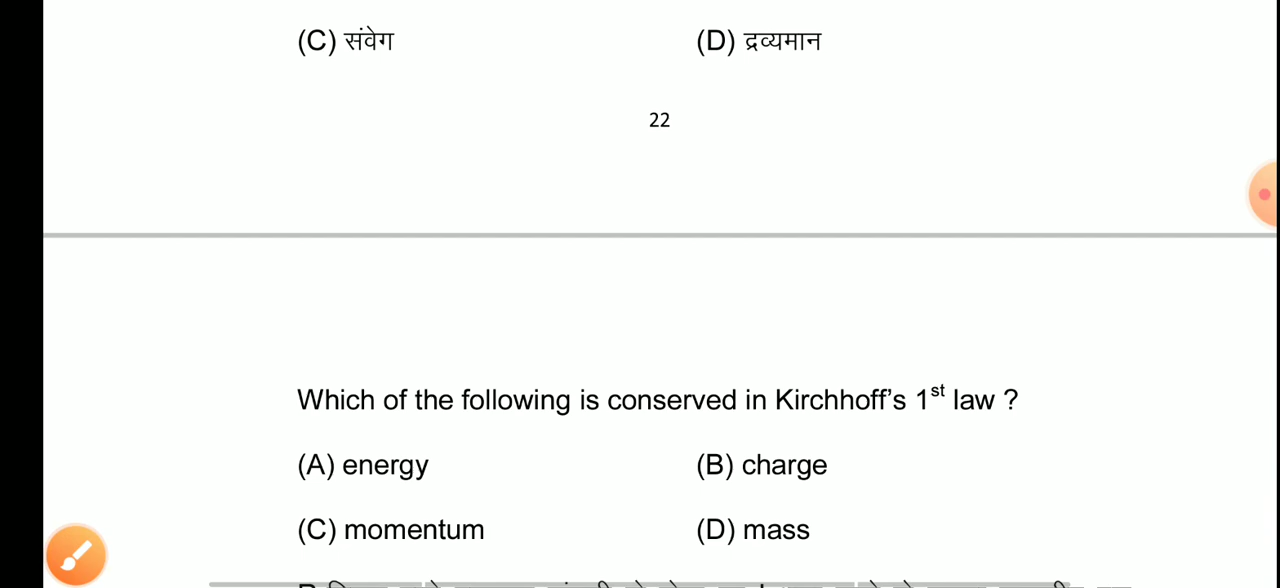 (C) संवेग (D) द्रव्यमान
22
Which of the following is conserved in Kirchhoff's 1st law ?
(A) energy (B) charge
(C) momentum (D) mass